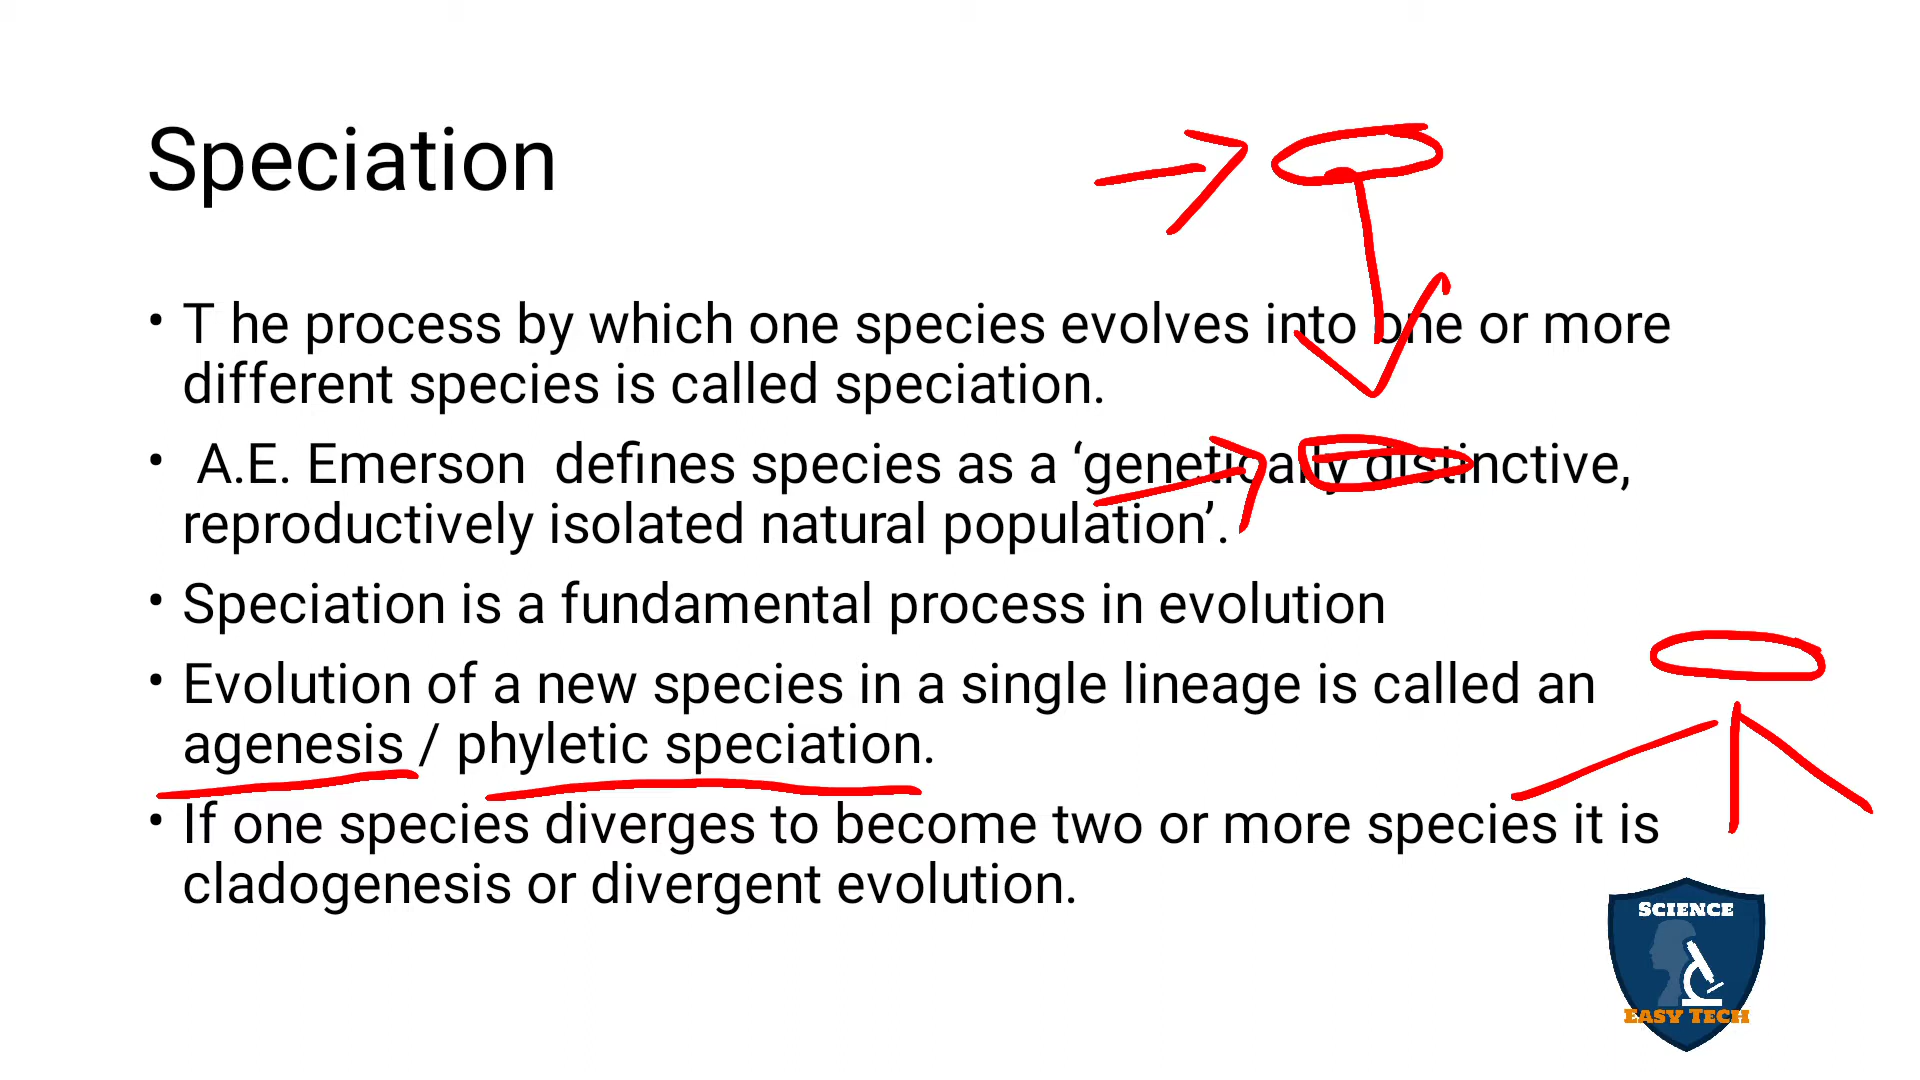 Speciation
• T he process by which one species evolves into one or more
different species is called speciation.
• A.E. Emerson defines species as a ‘genetically distinctive,
reproductively isolated natural population’.
• Speciation is a fundamental process in evolution
• Evolution of a new species in a single lineage is called an
agenesis / phyletic speciation.
• If one species diverges to become two or more species it is
cladogenesis or divergent evolution.
SCIENCE
EASY TECH